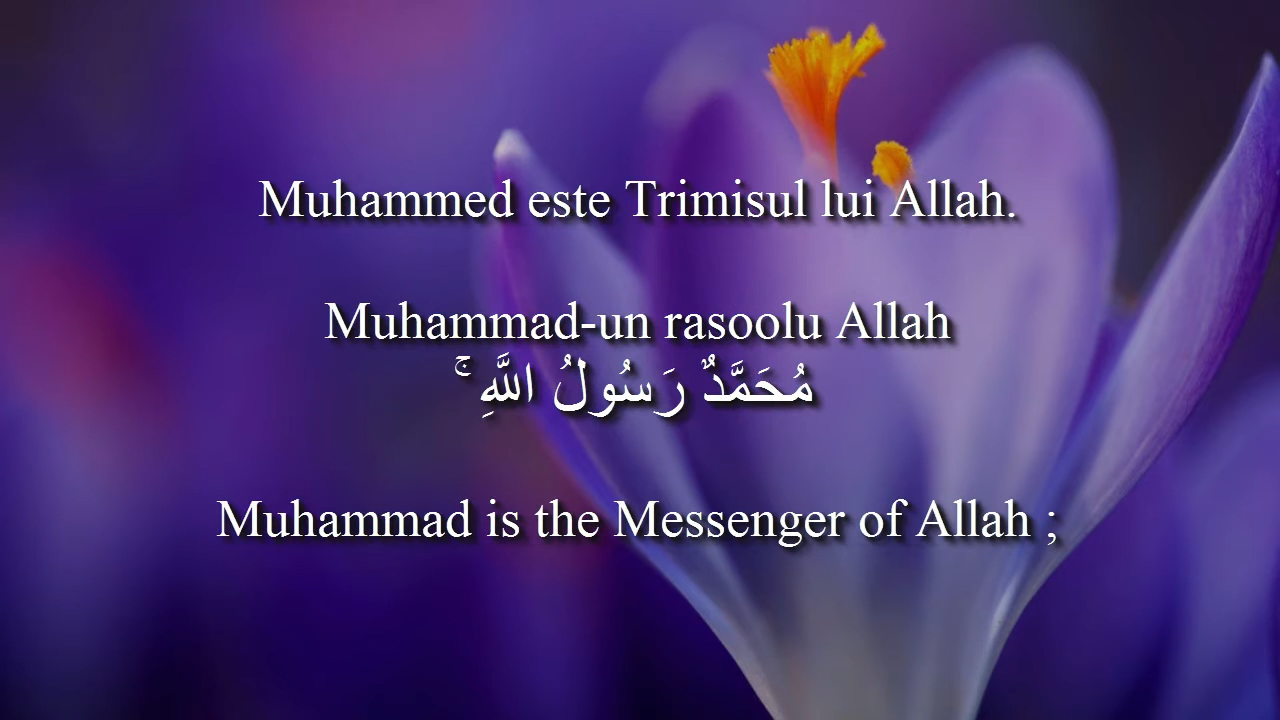 Muhammed este Trimisul lui Allah.
Muhammad-un rasoolu Allah
مُحَمَّدٌ رَسُولُ اللَّهِ ۚ
Muhammad is the Messenger of Allah ;